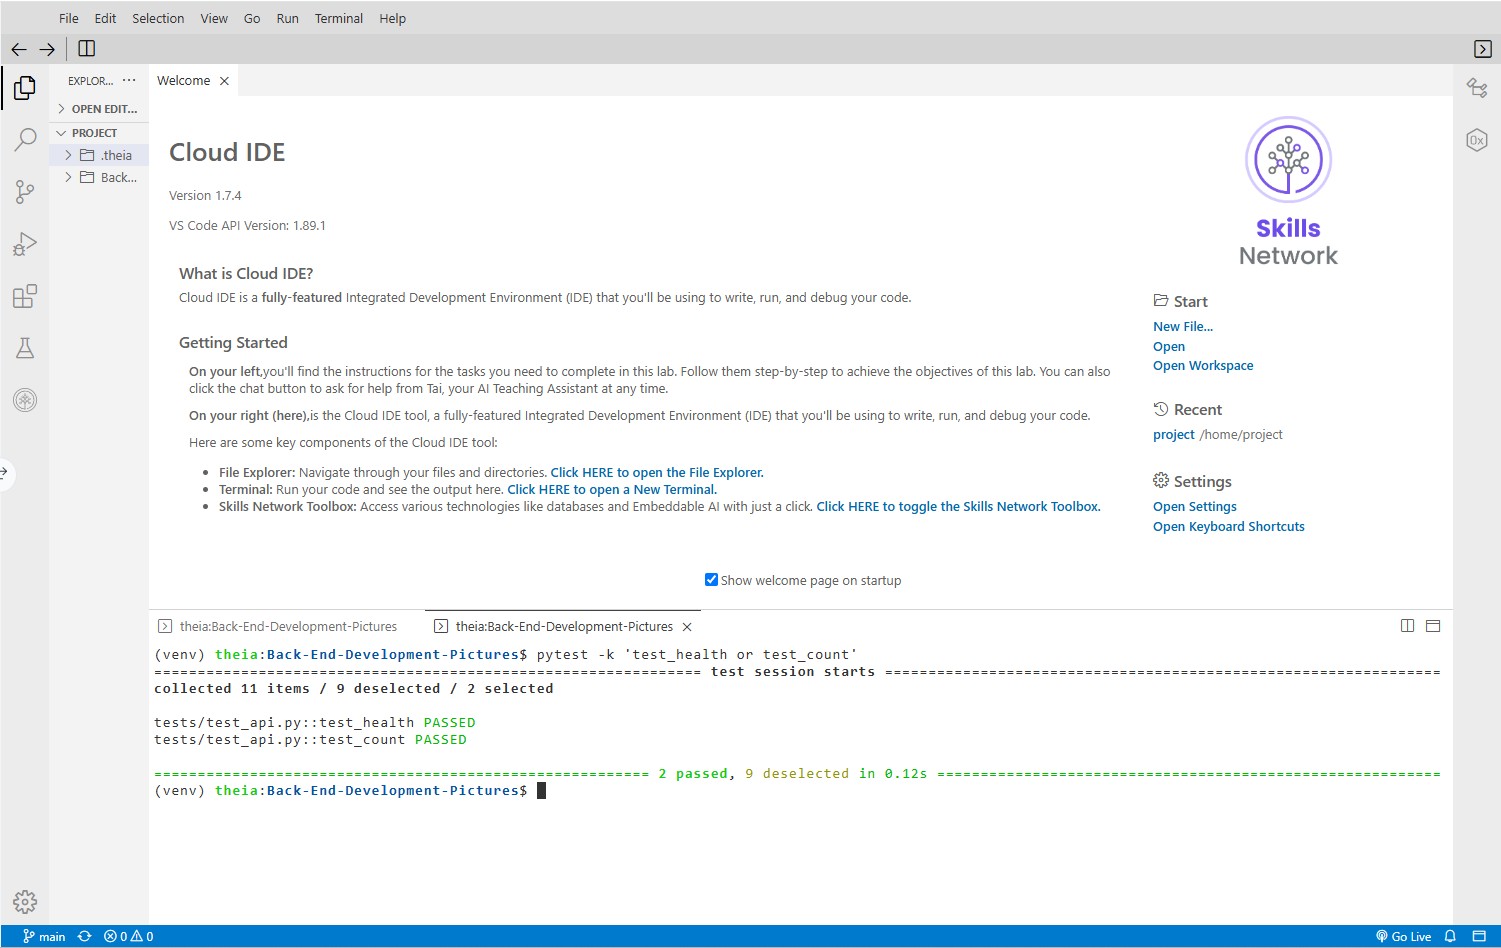 File Edit Selection View Go Run Terminal Help
EXPLOR... ...
OPEN EDIT...
PROJECT
.theia
Back...
Welcome
Cloud IDE
Version 1.7.4
VS Code API Version: 1.89.1
What is Cloud IDE?
Cloud IDE is a fully-featured Integrated Development Environment (IDE) that you'll be using to write, run, and debug your code.
Getting Started
On your left,you'll find the instructions for the tasks you need to complete in this lab. Follow them step-by-step to achieve the objectives of this lab. You can also
click the chat button to ask for help from Tai, your AI Teaching Assistant at any time.
On your right (here),is the Cloud IDE tool, a fully-featured Integrated Development Environment (IDE) that you'll be using to write, run, and debug your code.
Here are some key components of the Cloud IDE tool:
• File Explorer: Navigate through your files and directories. Click HERE to open the File Explorer.
• Terminal: Run your code and see the output here. Click HERE to open a New Terminal.
• Skills Network Toolbox: Access various technologies like databases and Embeddable AI with just a click. Click HERE to toggle the Skills Network Toolbox.
Show welcome page on startup
Skills
Network
Start
New File...
Open
Open Workspace
Recent
project /home/project
Settings
Open Settings
Open Keyboard Shortcuts
0x
theia:Back-End-Development-Pictures theia:Back-End-Development-Pictures
(venv) theia:Back-End-Development-Pictures$ pytest -k 'test_health or test_count'
=============================================================== test session starts ================================================================
collected 11 items / 9 deselected / 2 selected
tests/test_api.py::test_health PASSED
tests/test_api.py::test_count PASSED
========================================================= 2 passed, 9 deselected in 0.12s ==========================================================
(venv) theia:Back-End-Development-Pictures$
main 0 0 Go Live